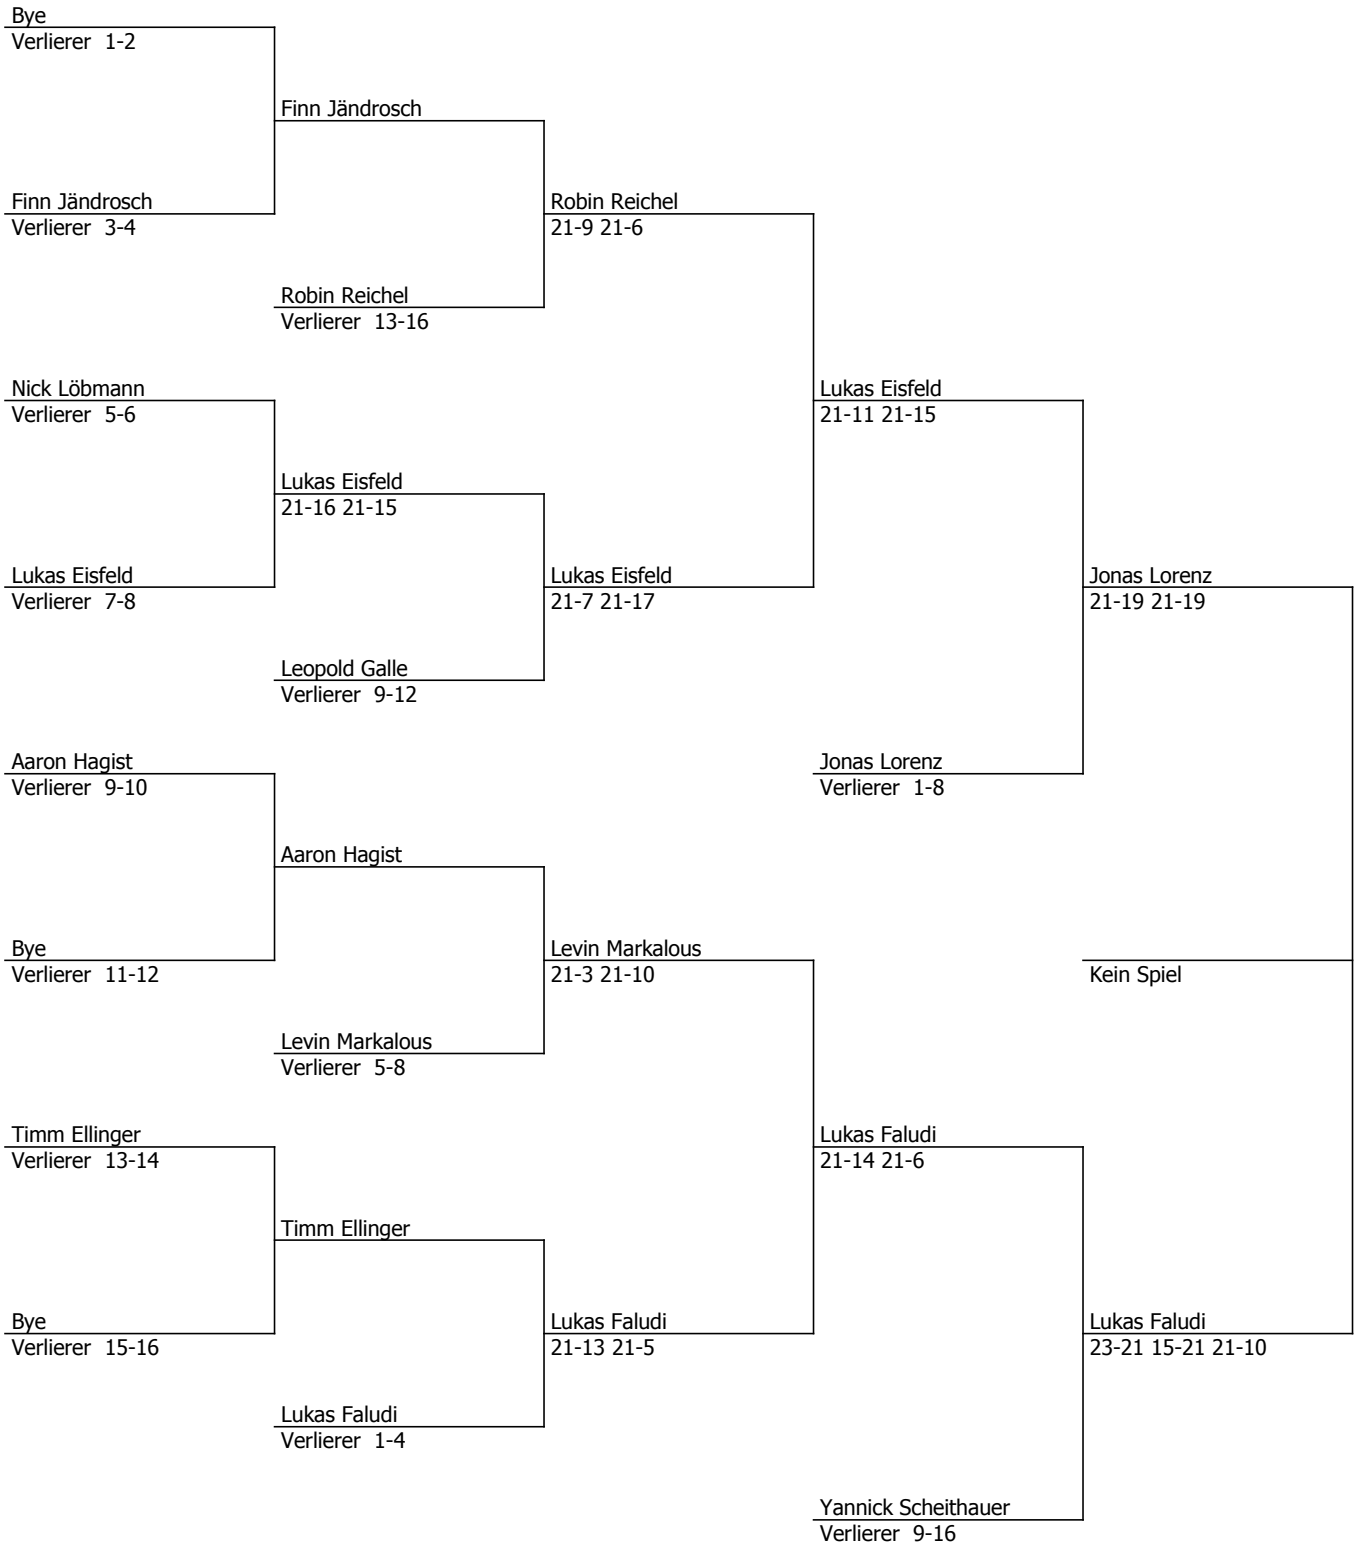 Bye
Verlierer 1-2
Finn Jändrosch
Finn Jändrosch
Verlierer 3-4
Robin Reichel
21-9 21-6
Robin Reichel
Verlierer 13-16
Nick Löbmann
Verlierer 5-6
Lukas Eisfeld
21-11 21-15
Lukas Eisfeld
21-16 21-15
Lukas Eisfeld
Verlierer 7-8
Lukas Eisfeld
21-7 21-17
Jonas Lorenz
21-19 21-19
Leopold Galle
Verlierer 9-12
Aaron Hagist
Verlierer 9-10
Jonas Lorenz
Verlierer 1-8
Aaron Hagist
Bye
Verlierer 11-12
Levin Markalous
21-3 21-10
Kein Spiel
Levin Markalous
Verlierer 5-8
Timm Ellinger
Verlierer 13-14
Lukas Faludi
21-14 21-6
Timm Ellinger
Bye
Verlierer 15-16
Lukas Faludi
21-13 21-5
Lukas Faludi
23-21 15-21 21-10
Lukas Faludi
Verlierer 1-4
Yannick Scheithauer
Verlierer 9-16